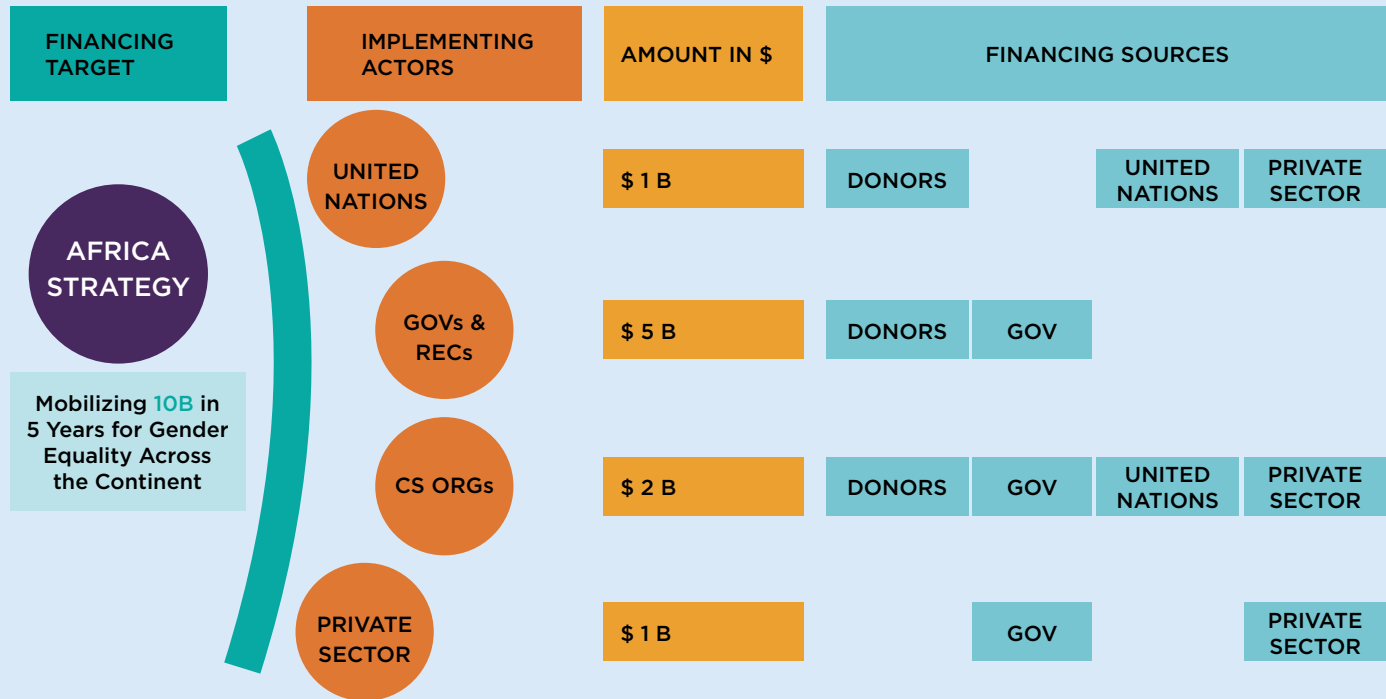 FINANCING
TARGET
IMPLEMENTING
ACTORS
AMOUNT IN $
FINANCING SOURCES
AFRICA
STRATEGY
Mobilizing 10B in
5 Years for Gender
Equality Across
the Continent
UNITED
NATIONS
$ 1 B
DONORS
UNITED
NATIONS
PRIVATE
SECTOR
GOVs &
RECs
$ 5 B
DONORS
GOV
CS ORGs
$ 2 B
DONORS
GOV
UNITED
NATIONS
PRIVATE
SECTOR
PRIVATE
SECTOR
$ 1 B
GOV
PRIVATE
SECTOR